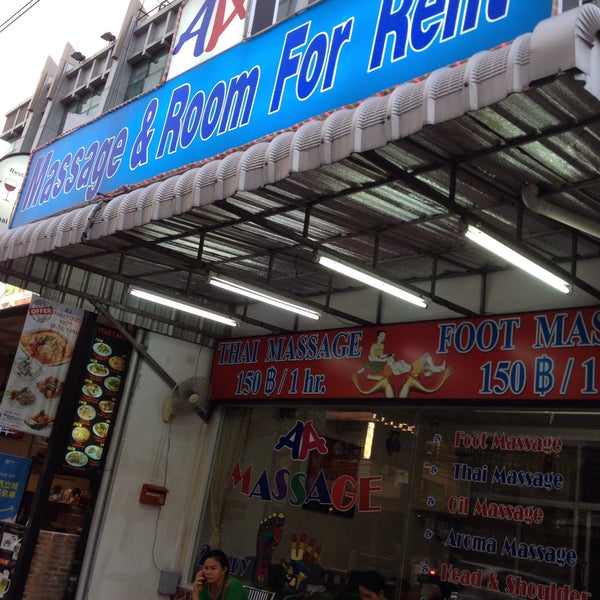 AA
Massage & Room For Rent
THAI MASSAGE
150 ฿ / 1 hr.
FOOT MAS
150 ฿ / 1
AA
MASSAGE
Foot Massage
Thai Massage
Oil Massage
Aroma Massage
Head & Shoulder
OFFER